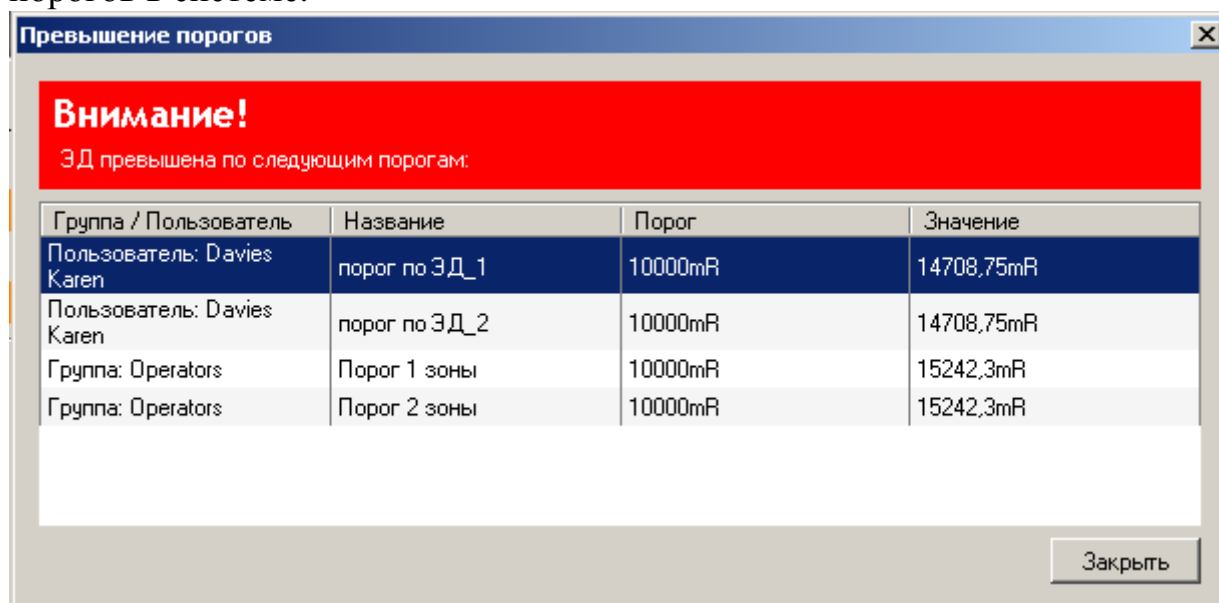 порогов в системе.
Превышение порогов
Внимание!
ЭД превышена по следующим порогам:
Группа / Пользователь Название Порог Значение
Пользователь: Davies Karen порог по ЭД_1 10000mR 14708,75mR
Пользователь: Davies Karen порог по ЭД_2 10000mR 14708,75mR
Группа: Operators Порог 1 зоны 10000mR 15242,3mR
Группа: Operators Порог 2 зоны 10000mR 15242,3mR
Закрыть